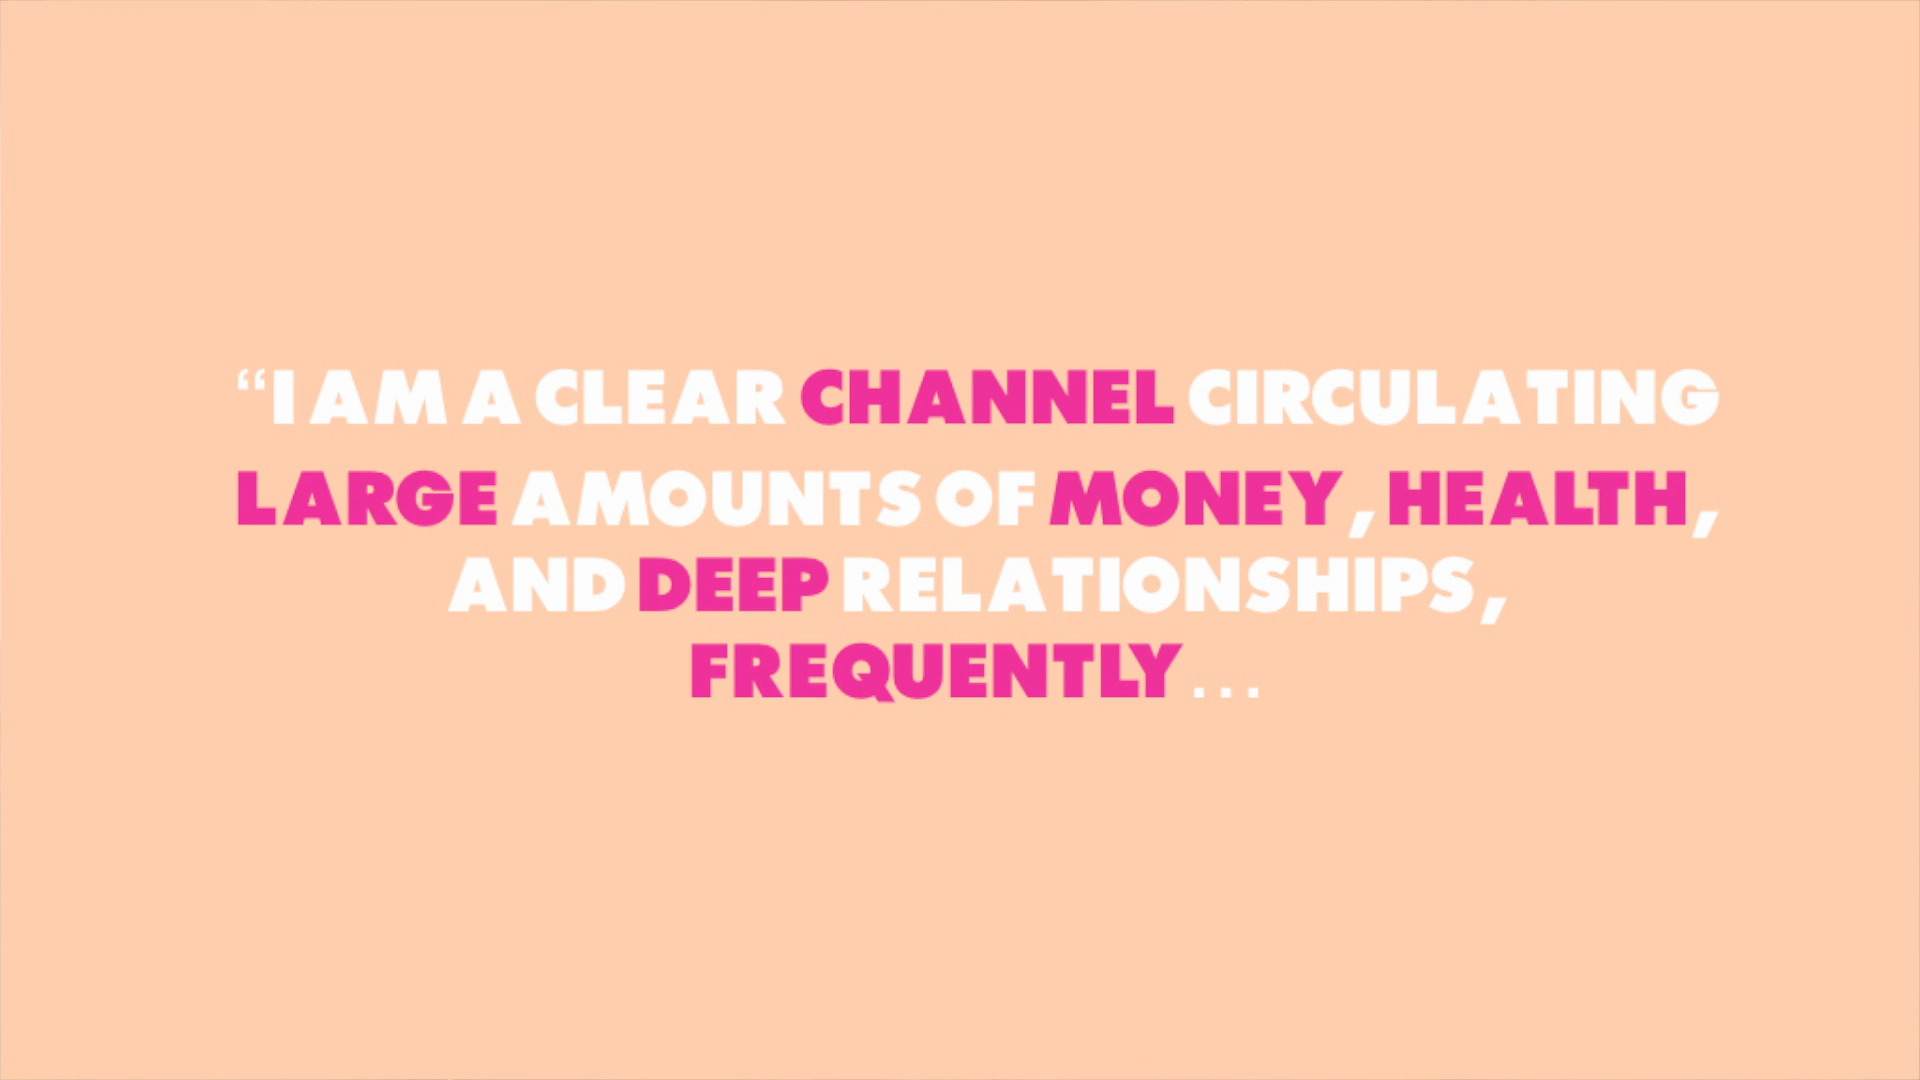 “I AM A CLEAR CHANNEL CIRCULATING
LARGE AMOUNTS OF MONEY, HEALTH,
AND DEEP RELATIONSHIPS,
FREQUENTLY...